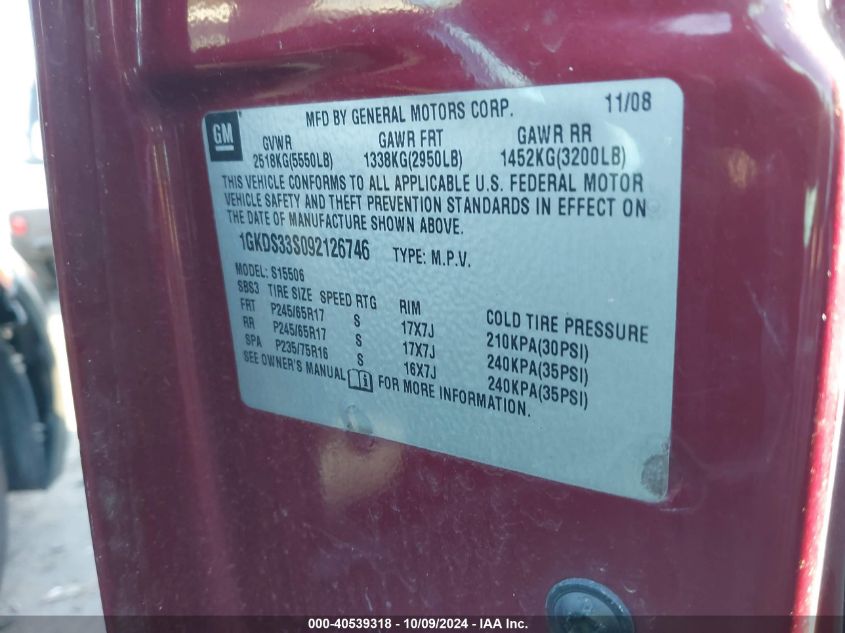 MFD BY GENERAL MOTORS CORP. 11/08
GM
GVWR GAWR FRT GAWR RR
2518KG(5550LB) 1338KG(2950LB) 1452KG(3200LB)
THIS VEHICLE CONFORMS TO ALL APPLICABLE U.S. FEDERAL MOTOR
VEHICLE SAFETY AND THEFT PREVENTION STANDARDS IN EFFECT ON
THE DATE OF MANUFACTURE SHOWN ABOVE.
1GKDS33S092126746 TYPE: M.P.V.
MODEL: S15506
SBS3 TIRE SIZE SPEED RTG RIM COLD TIRE PRESSURE
FRT P245/65R17 S 17X7J 210KPA(30PSI)
RR P245/65R17 S 17X7J 240KPA(35PSI)
SPA P235/75R16 S 16X7J 240KPA(35PSI)
SEE OWNER'S MANUAL FOR MORE INFORMATION.
000-40539318 - 10/09/2024 - IAA Inc.